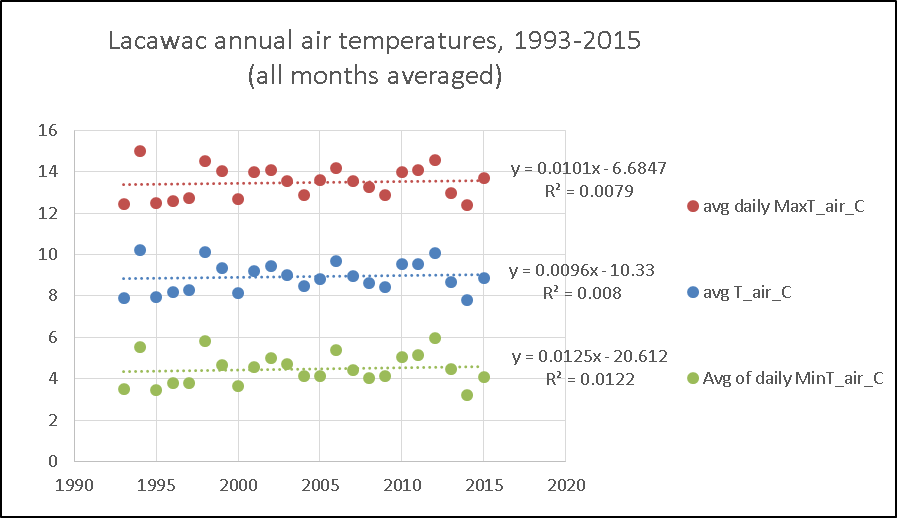 Lacawac annual air temperatures, 1993-2015
(all months averaged)
16
14
12
10
8
6
4
2
0
1990 1995 2000 2005 2010 2015 2020
y = 0.0101x - 6.6847
R² = 0.0079
y = 0.0096x - 10.33
R² = 0.008
y = 0.0125x - 20.612
R² = 0.0122
avg daily MaxT_air_C
avg T_air_C
Avg of daily MinT_air_C